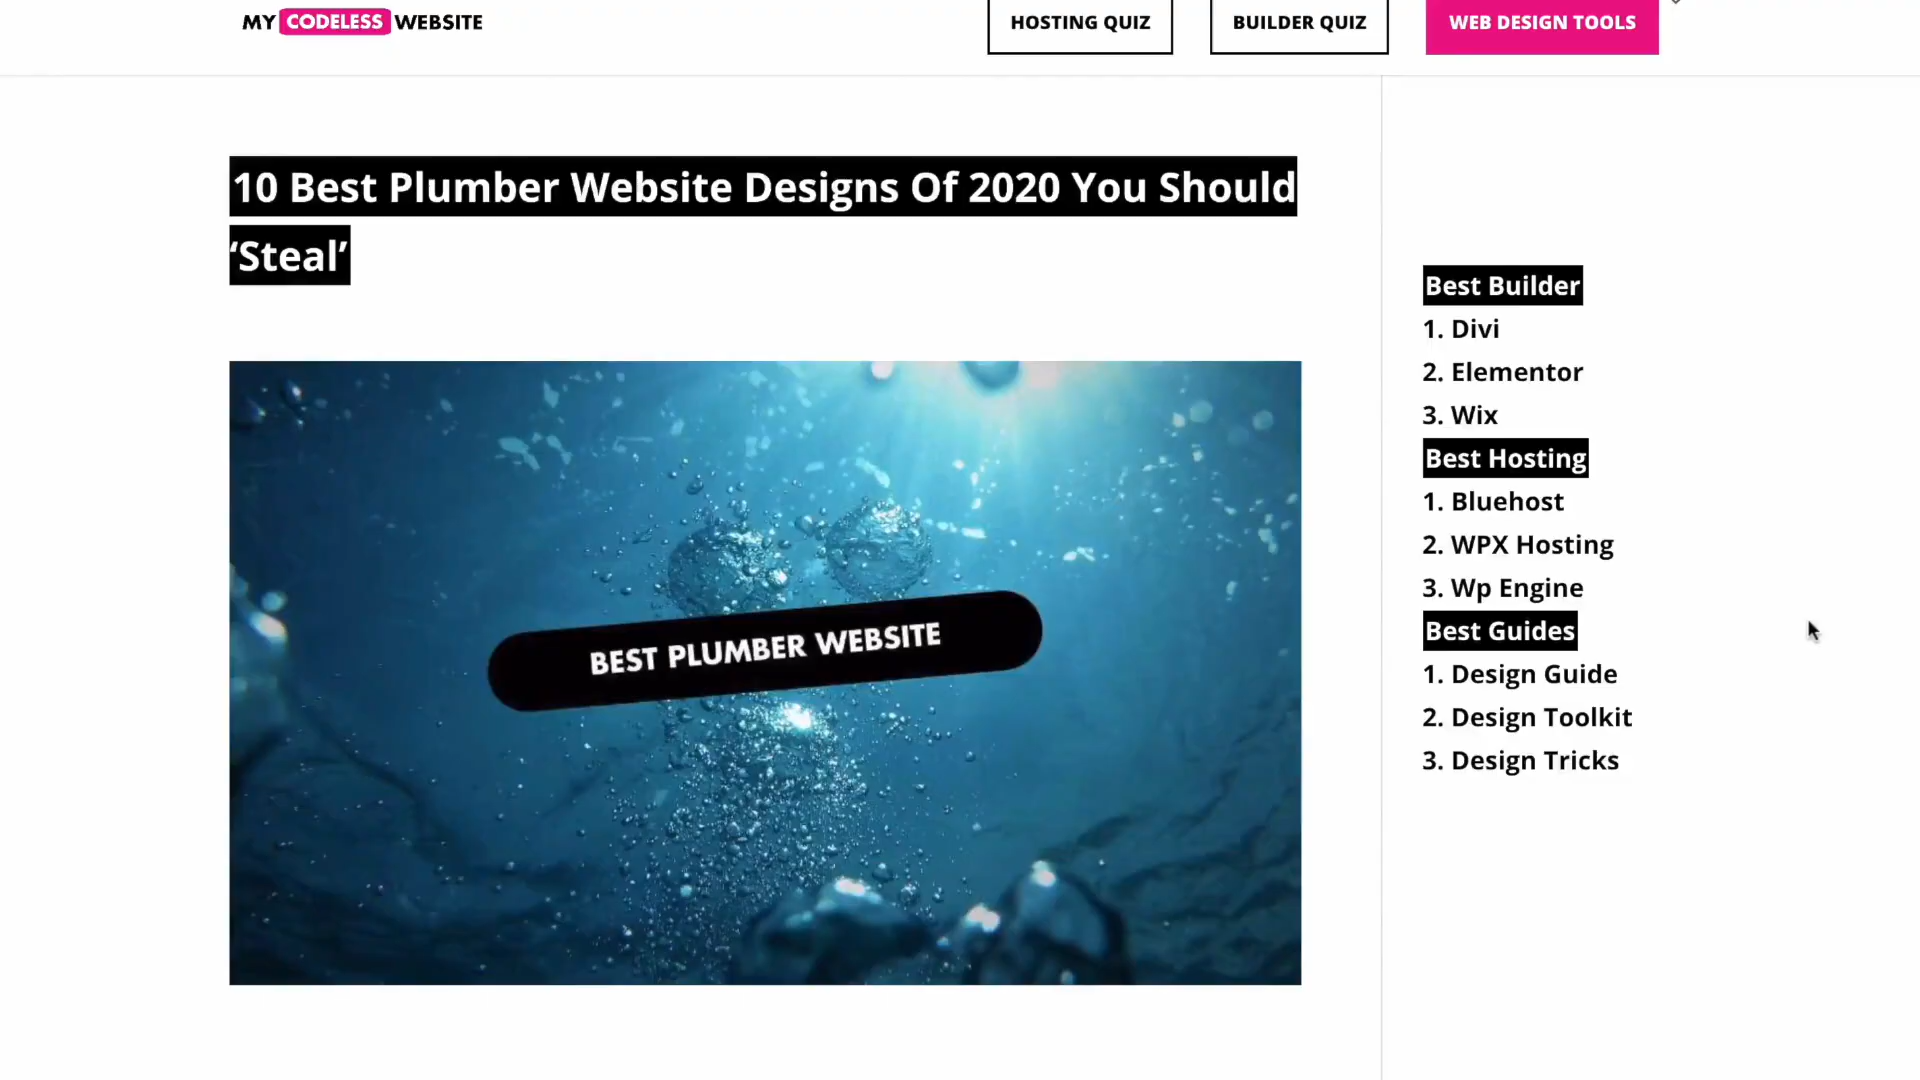 MY CODELESS WEBSITE
HOSTING QUIZ
BUILDER QUIZ
WEB DESIGN TOOLS
10 Best Plumber Website Designs Of 2020 You Should
‘Steal’
BEST PLUMBER WEBSITE
Best Builder
1. Divi
2. Elementor
3. Wix
Best Hosting
1. Bluehost
2. WPX Hosting
3. Wp Engine
Best Guides
1. Design Guide
2. Design Toolkit
3. Design Tricks